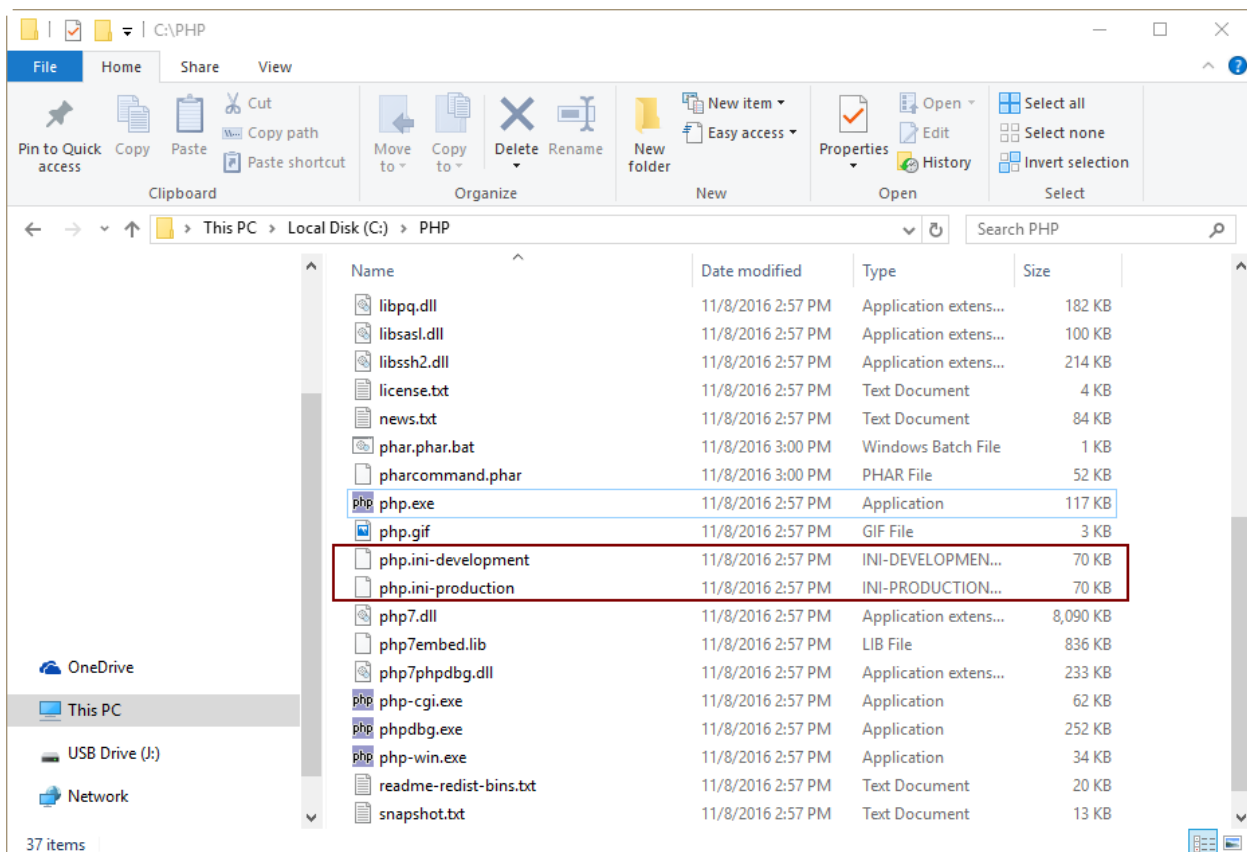 C:\PHP
File Home Share View
Pin to Quick access
Copy
Paste
Cut
Copy path
Paste shortcut
Clipboard
Move to
Copy to
Delete
Rename
Organize
New folder
New item
Easy access
New
Properties
Open
Edit
History
Open
Select all
Select none
Invert selection
Select
This PC > Local Disk (C:) > PHP
Search PHP
Name Date modified Type Size
libpq.dll 11/8/2016 2:57 PM Application extens... 182 KB
libsasl.dll 11/8/2016 2:57 PM Application extens... 100 KB
libssh2.dll 11/8/2016 2:57 PM Application extens... 214 KB
license.txt 11/8/2016 2:57 PM Text Document 4 KB
news.txt 11/8/2016 2:57 PM Text Document 84 KB
phar.phar.bat 11/8/2016 3:00 PM Windows Batch File 1 KB
pharcommand.phar 11/8/2016 3:00 PM PHAR File 52 KB
php php.exe 11/8/2016 2:57 PM Application 117 KB
php.gif 11/8/2016 2:57 PM GIF File 3 KB
php.ini-development 11/8/2016 2:57 PM INI-DEVELOPMEN... 70 KB
php.ini-production 11/8/2016 2:57 PM INI-PRODUCTION... 70 KB
php7.dll 11/8/2016 2:57 PM Application extens... 8,090 KB
php7embed.lib 11/8/2016 2:57 PM LIB File 836 KB
php7phpdbg.dll 11/8/2016 2:57 PM Application extens... 233 KB
php php-cgi.exe 11/8/2016 2:57 PM Application 62 KB
php phpdbg.exe 11/8/2016 2:57 PM Application 252 KB
php php-win.exe 11/8/2016 2:57 PM Application 34 KB
readme-redist-bins.txt 11/8/2016 2:57 PM Text Document 20 KB
snapshot.txt 11/8/2016 2:57 PM Text Document 13 KB
OneDrive
This PC
USB Drive (J:)
Network
37 items